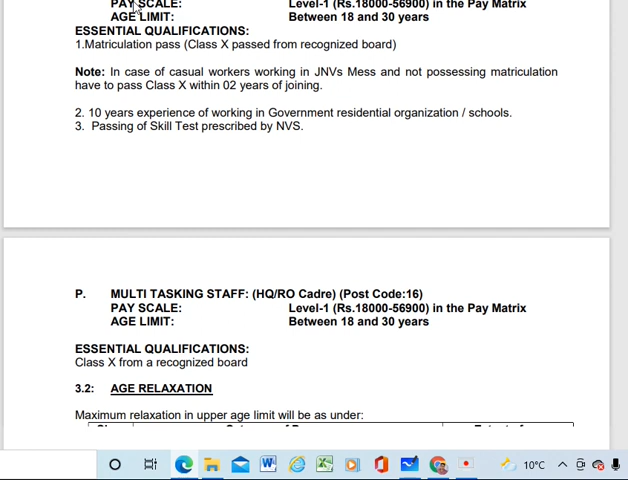 PAY SCALE: Level-1 (Rs.18000-56900) in the Pay Matrix
AGE LIMIT: Between 18 and 30 years
ESSENTIAL QUALIFICATIONS:
1.Matriculation pass (Class X passed from recognized board)
Note: In case of casual workers working in JNVs Mess and not possessing matriculation
have to pass Class X within 02 years of joining.
2. 10 years experience of working in Government residential organization / schools.
3. Passing of Skill Test prescribed by NVS.
P. MULTI TASKING STAFF: (HQ/RO Cadre) (Post Code:16)
PAY SCALE: Level-1 (Rs.18000-56900) in the Pay Matrix
AGE LIMIT: Between 18 and 30 years
ESSENTIAL QUALIFICATIONS:
Class X from a recognized board
3.2: AGE RELAXATION
Maximum relaxation in upper age limit will be as under:
10°C